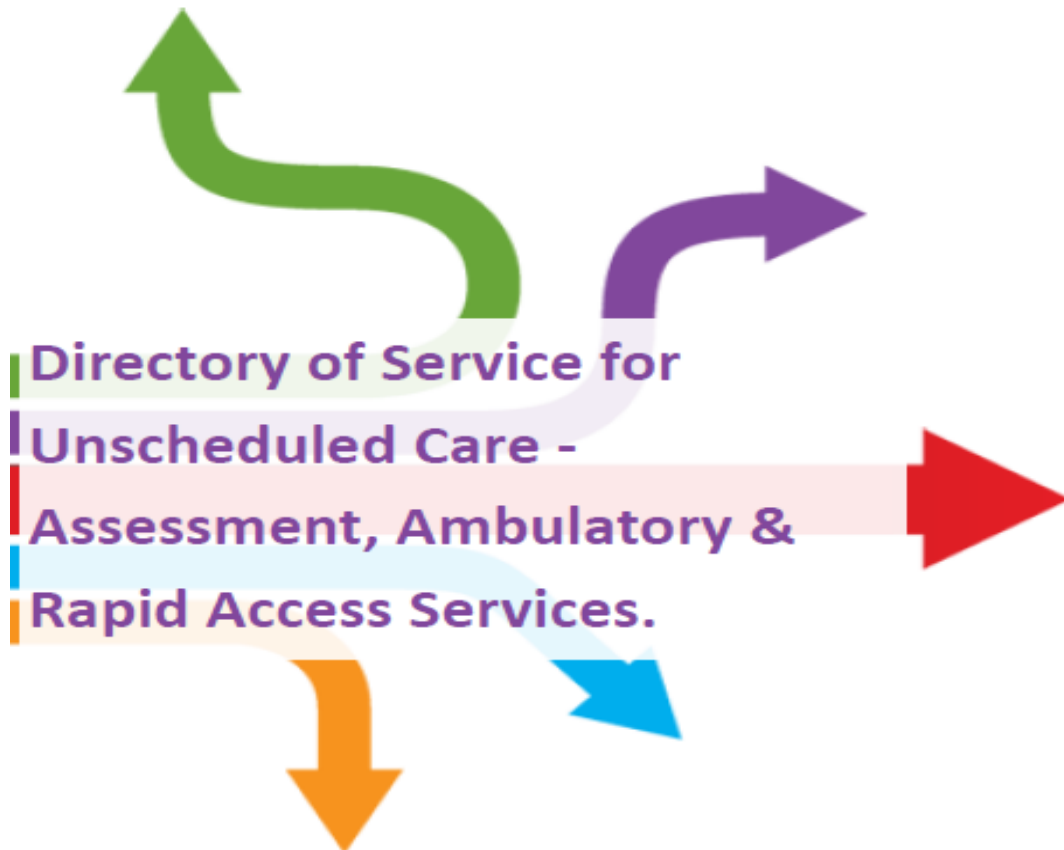 Directory of Service for
Unscheduled Care -
Assessment, Ambulatory &
Rapid Access Services.